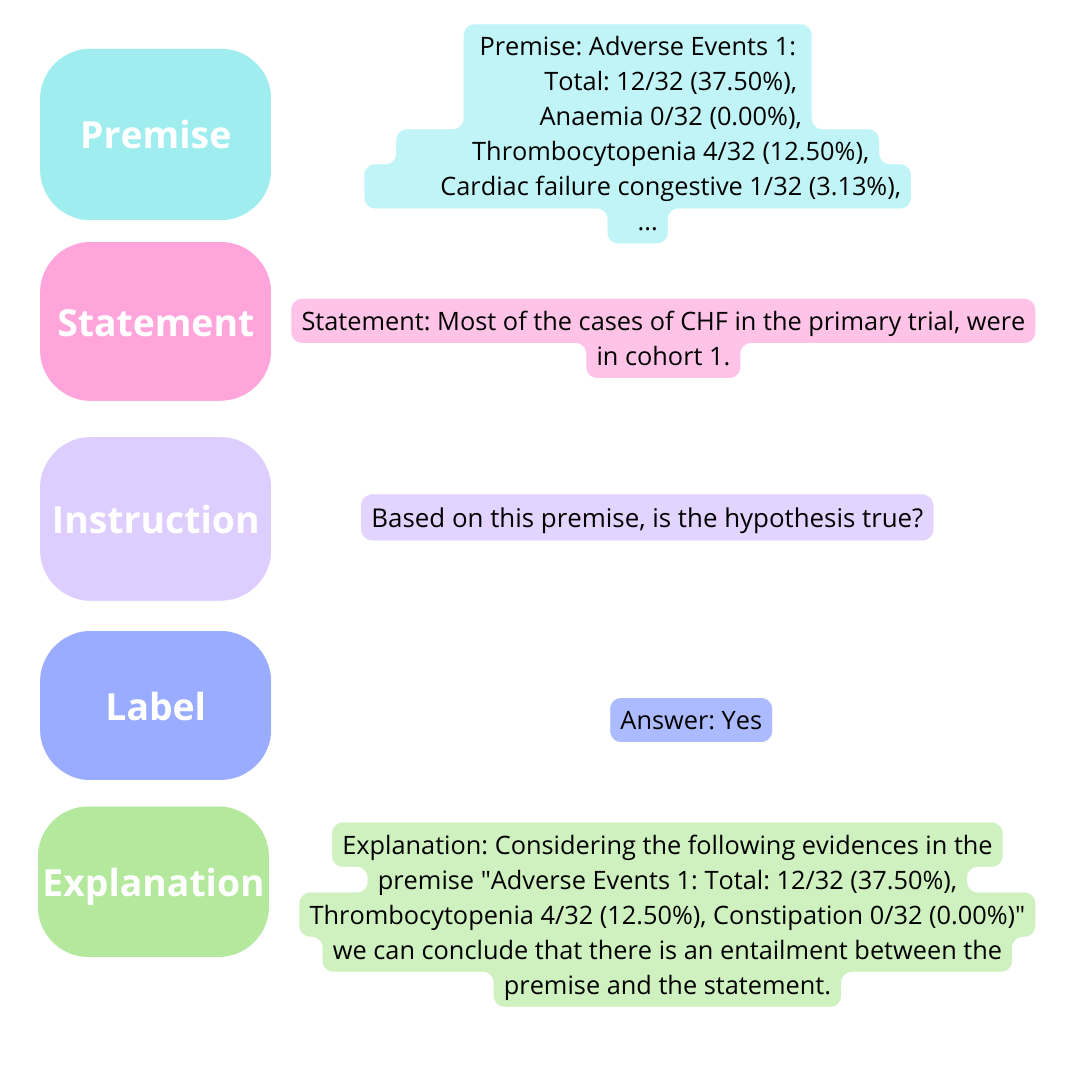 Premise
Premise: Adverse Events 1:
Total: 12/32 (37.50%),
Anaemia 0/32 (0.00%),
Thrombocytopenia 4/32 (12.50%),
Cardiac failure congestive 1/32 (3.13%),
...
Statement
Statement: Most of the cases of CHF in the primary trial, were
in cohort 1.
Instruction
Based on this premise, is the hypothesis true?
Label
Answer: Yes
Explanation
Explanation: Considering the following evidences in the
premise "Adverse Events 1: Total: 12/32 (37.50%),
Thrombocytopenia 4/32 (12.50%), Constipation 0/32 (0.00%)"
we can conclude that there is an entailment between the
premise and the statement.